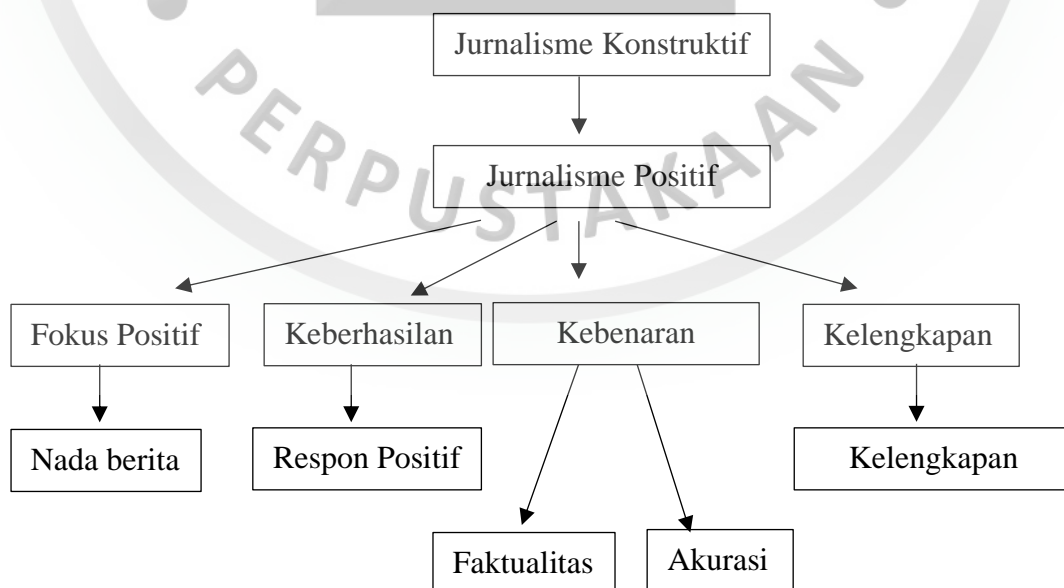 Jurnalisme Konstruktif
PERPUSTAKAAN
Jurnalisme Positif
Fokus Positif
Keberhasilan
Kebenaran
Kelengkapan
Nada berita
Respon Positif
Kelengkapan
Faktualitas
Akurasi